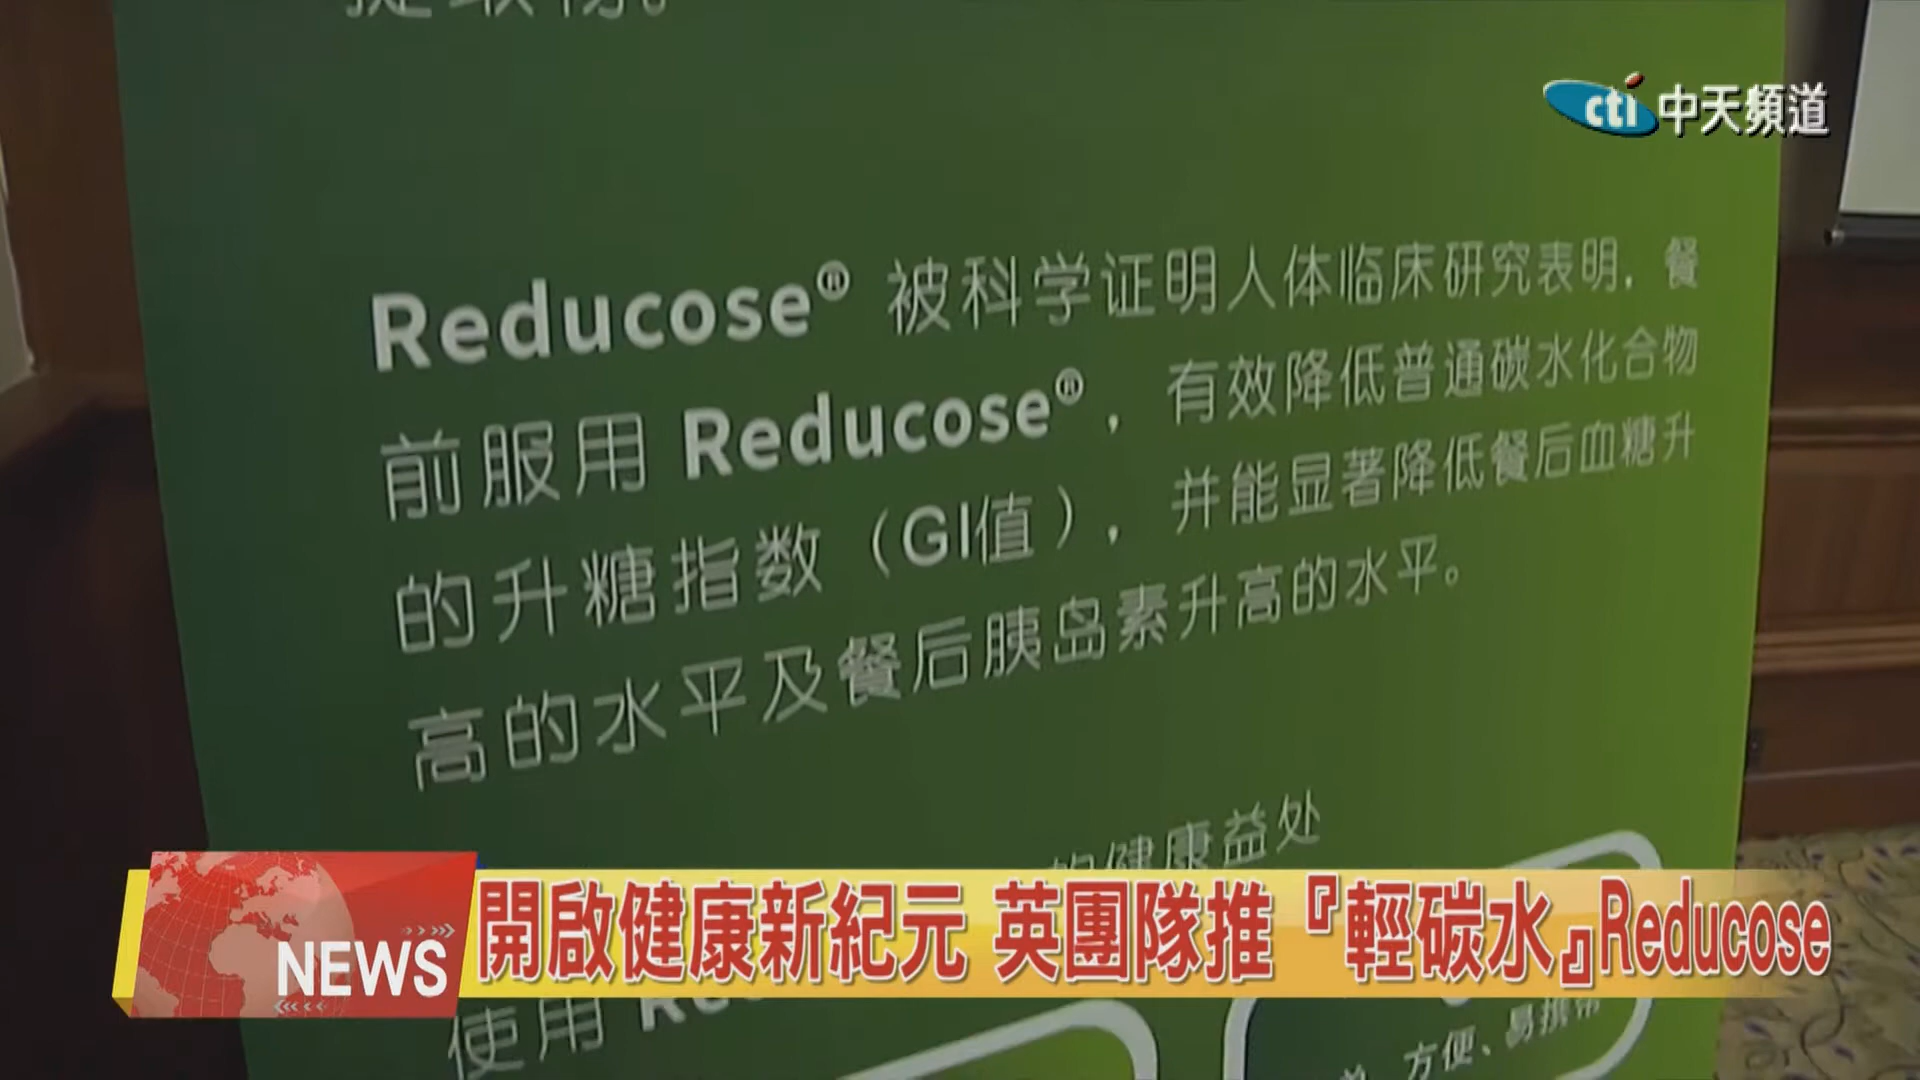 提取物。
cti 中天頻道
Reducose® 被科学证明人体临床研究表明，餐
前服用 Reducose®，有效降低普通碳水化合物
的升糖指数（GI值），并能显著降低餐后血糖升
高的水平及餐后胰岛素升高的水平。
的健康益处
NEWS
開啟健康新紀元 英團隊推『輕碳水』Reducose
使用
方便、易携带